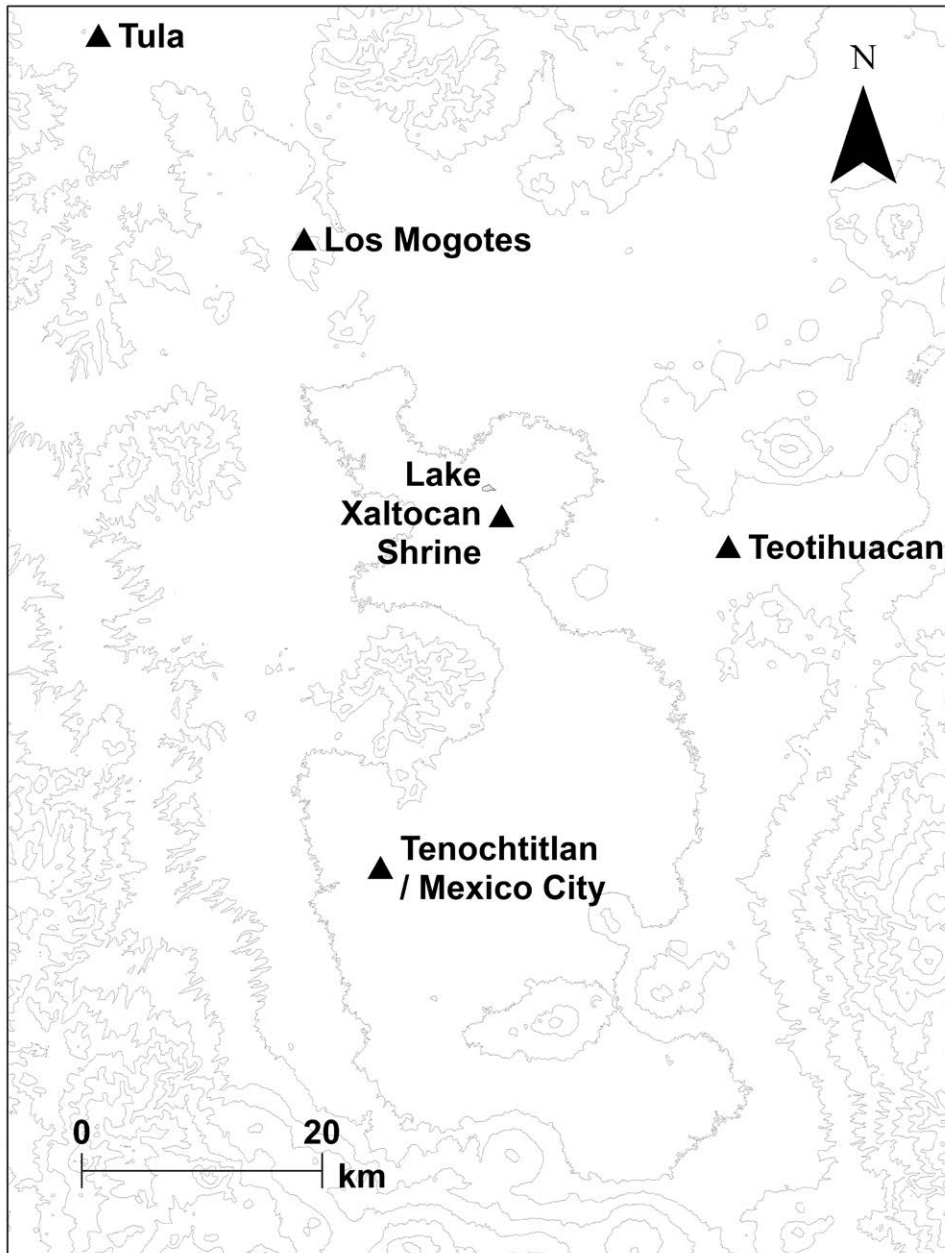 Tula
N
Los Mogotes
Lake
Xaltocan
Shrine
Teotihuacan
Tenochtitlan
/ Mexico City
0 20
km